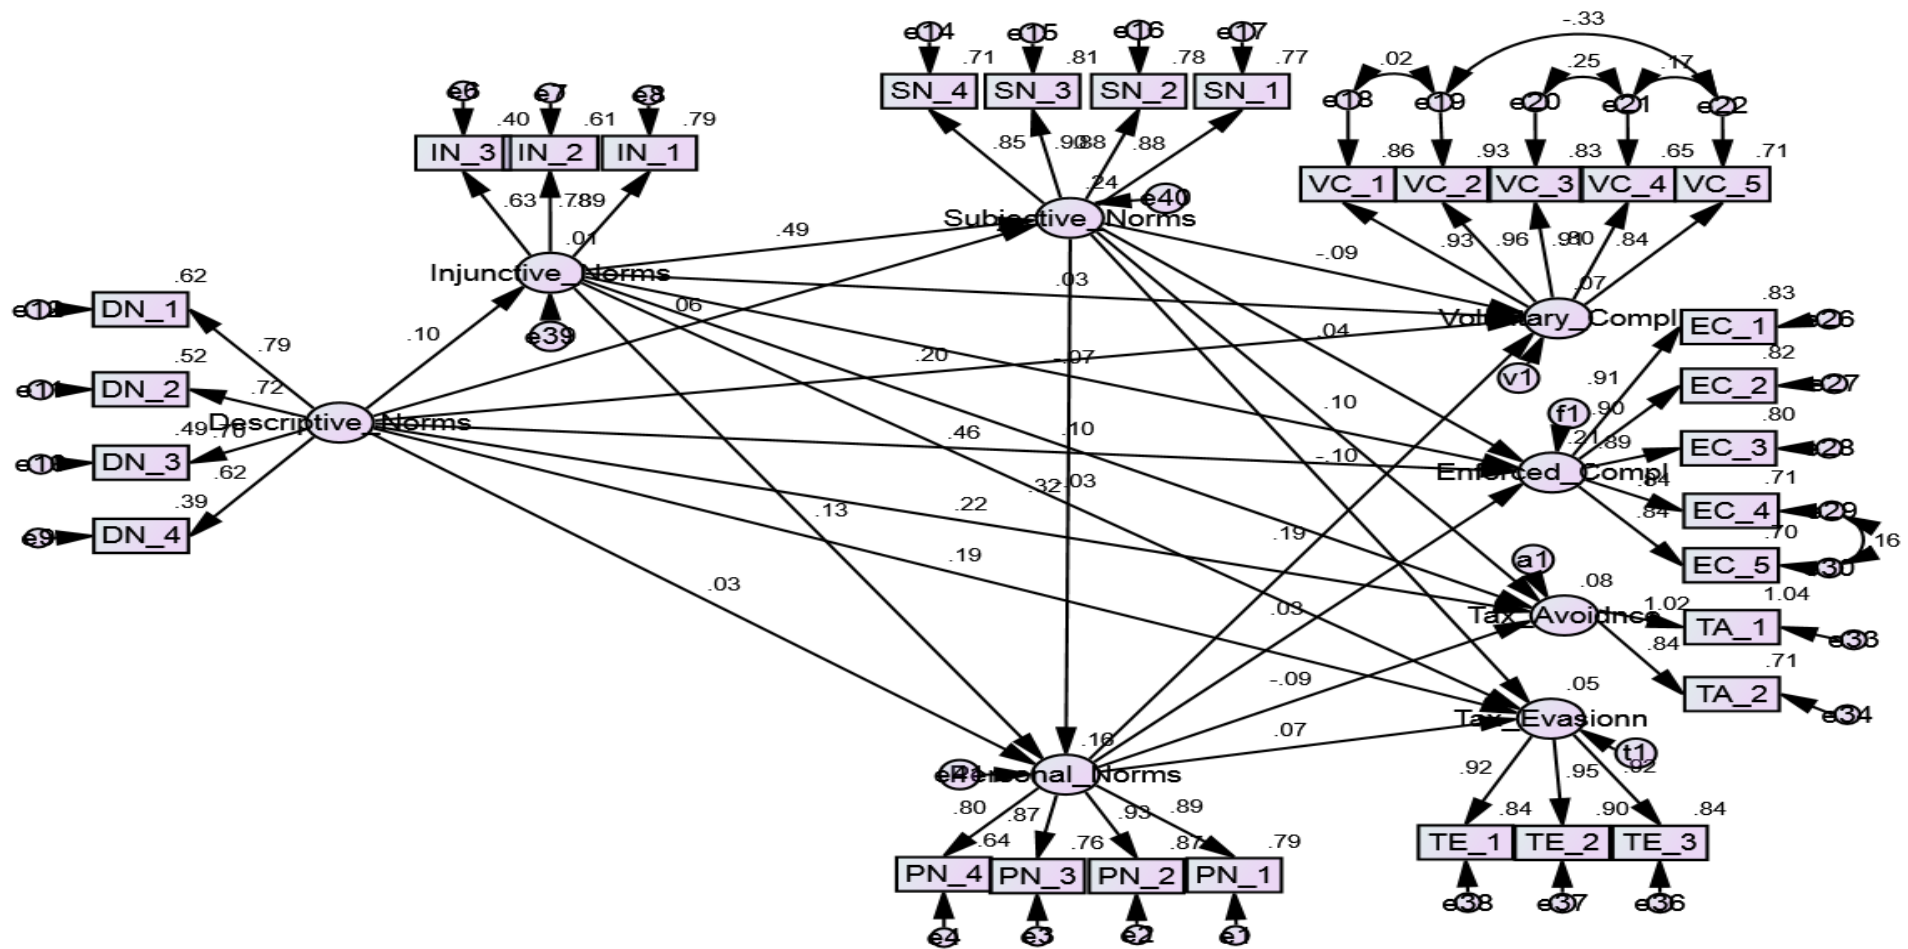 -.33
e14 e15 e16 e17
.71 .81 .78 .77
.02 .25 .17
SN_4 SN_3 SN_2 SN_1
e6 e7 e8
e18 e19 e20 e21 e22
.40 .61 .79
.85 .90 .88 .88
.86 .93 .83 .65 .71
IN_3 IN_2 IN_1
VC_1 VC_2 VC_3 VC_4 VC_5
.63 .78 .89
.24 e40
Subjective_Norms
.93 .96 .91 .80 .84
.01 .49 -.09
Injunctive_Norms
.62 .03 .07 .83
DN_1 .06
Voluntary_Compl EC_1 e26
.79 .10 e39 .04
.52 .20 -.07 .82
DN_2 .72 v1 .91 EC_2 e27
.10 f1 .90 .80
Descriptive_Norms
.49 .70 .46 .10 .21 .89
DN_3 -.10 EC_3 e28
.62 Enforced_Compl
.32 .03 .84 .71
.39 .13 .22 .84 EC_4 e29
DN_4 .19 .70 .16
e9
.19 a1 EC_5 e30
.03 .08 1.04
.03 Tax_Avoidnce 1.02 TA_1 e33
.84 .71
-.09 .05 TA_2
Tax_Evasionn e34
.16 .07 t1
Personal_Norms
.92 .95 .92
.80 .87 .93 .89 .84 .90 .84
.64 .76 .87 .79 TE_1 TE_2 TE_3
PN_4 PN_3 PN_2 PN_1
e38 e37 e36
e4 e3 e2 e1